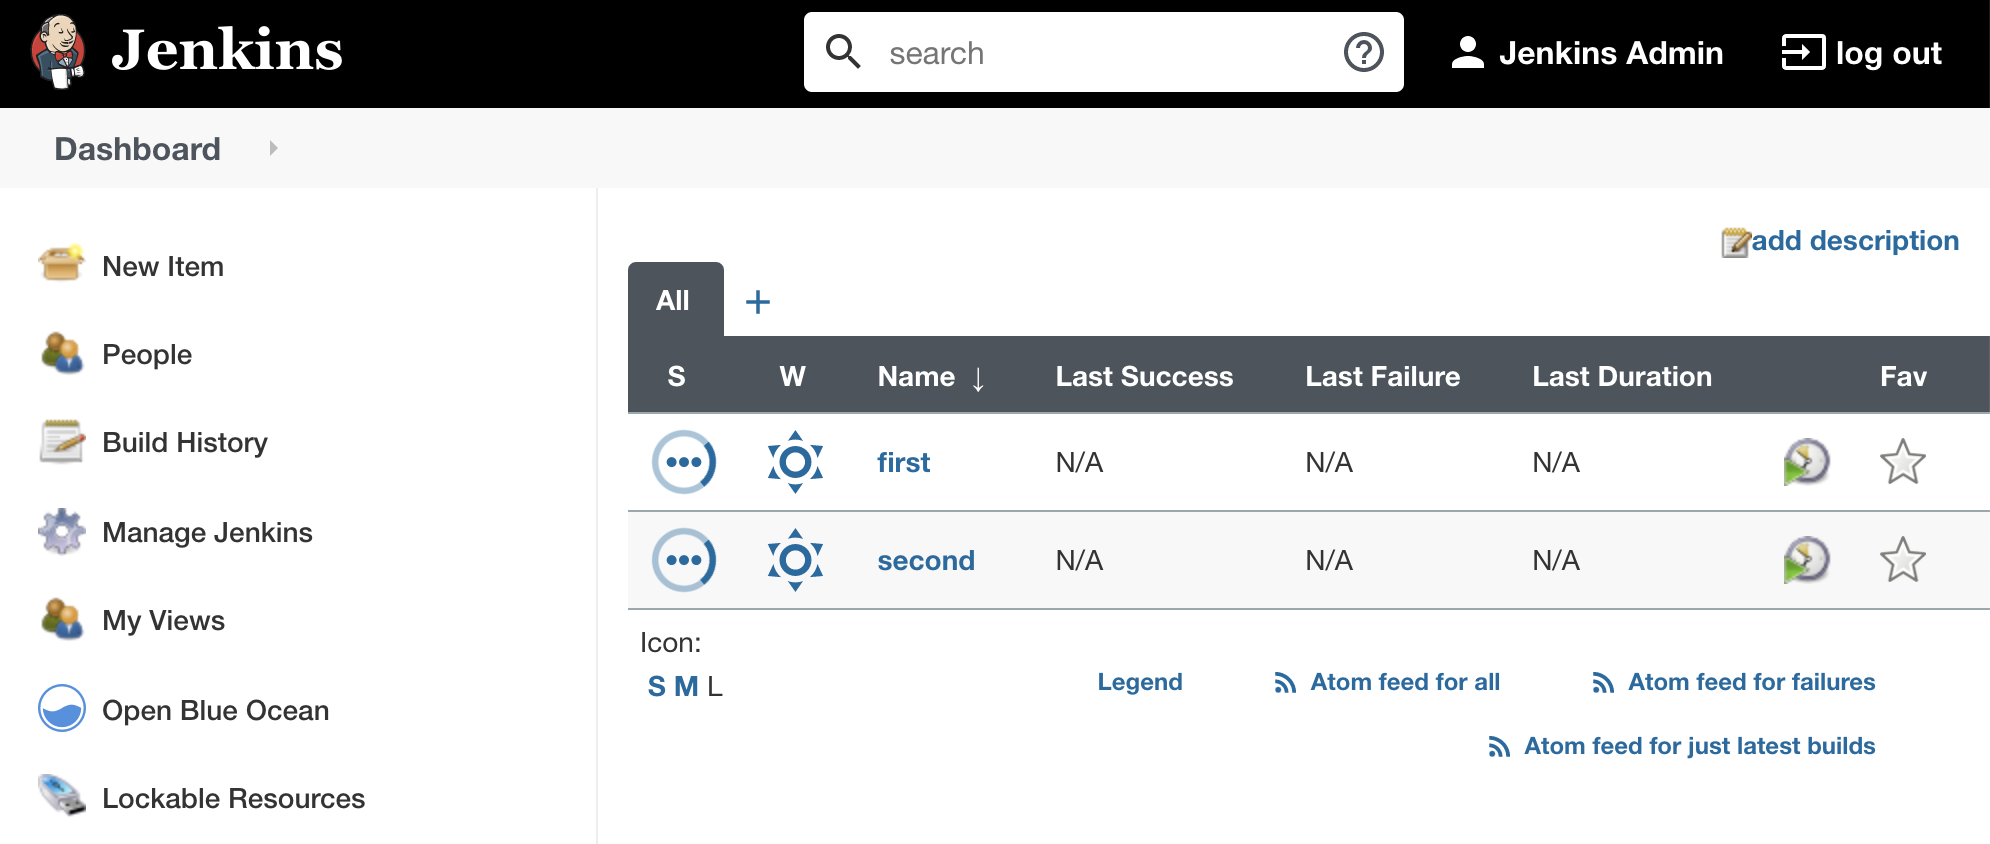 Jenkins
search
Jenkins Admin
log out
Dashboard
New Item
People
Build History
Manage Jenkins
My Views
Open Blue Ocean
Lockable Resources
add description
All +
S W Name ↓ Last Success Last Failure Last Duration Fav
first N/A N/A N/A
second N/A N/A N/A
Icon:
S M L
Legend Atom feed for all Atom feed for failures
Atom feed for just latest builds